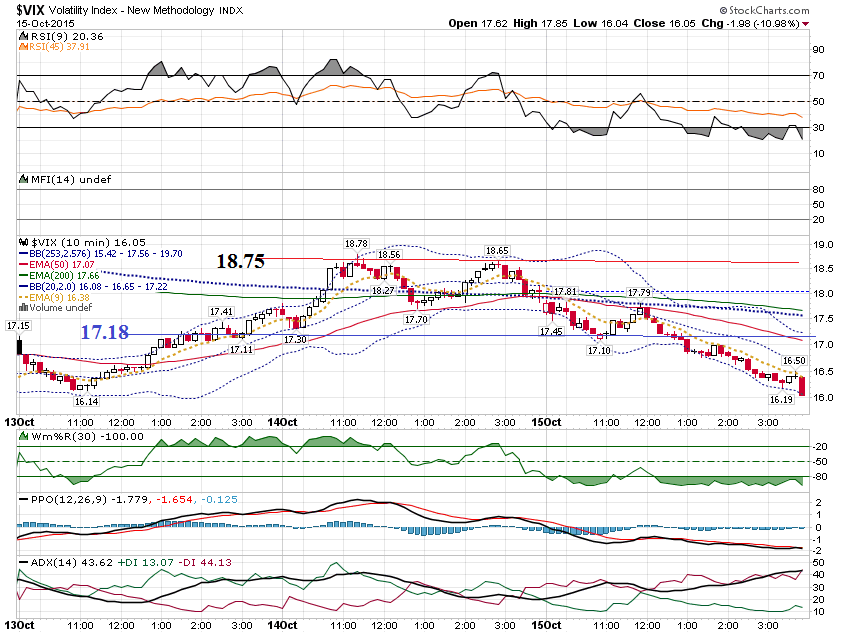 $VIX Volatility Index - New Methodology INDX
© StockCharts.com
15-Oct-2015
Open 17.62 High 17.85 Low 16.04 Close 16.05 Chg -1.98 (-10.98%)
RSI(9) 20.36
RSI(45) 37.91
90
70
50
30
10
MFI(14) undef
80
50
20
$VIX (10 min) 16.05
BB(253,2.576) 15.42 - 17.56 - 19.70
EMA(50) 17.07
EMA(200) 17.66
BB(20,2.0) 16.08 - 16.65 - 17.22
EMA(9) 16.38
Volume undef
18.75
17.18
17.15
16.14
17.41
17.11
17.30
18.78
18.56
18.27
17.70
18.65
17.81
17.45
17.10
17.79
16.50
16.19
19.0
18.5
18.0
17.5
17.0
16.5
16.0
13Oct 11:00 12:00 1:00 2:00 3:00 14Oct 11:00 12:00 1:00 2:00 3:00 15Oct 11:00 12:00 1:00 2:00 3:00
Wm%R(30) -100.00
-20
-50
-80
PPO(12,26,9) -1.779, -1.654, -0.125
2
1
0
-1
-2
ADX(14) 43.62 +DI 13.07 -DI 44.13
50
40
30
20
10
13Oct 11:00 12:00 1:00 2:00 3:00 14Oct 11:00 12:00 1:00 2:00 3:00 15Oct 11:00 12:00 1:00 2:00 3:00